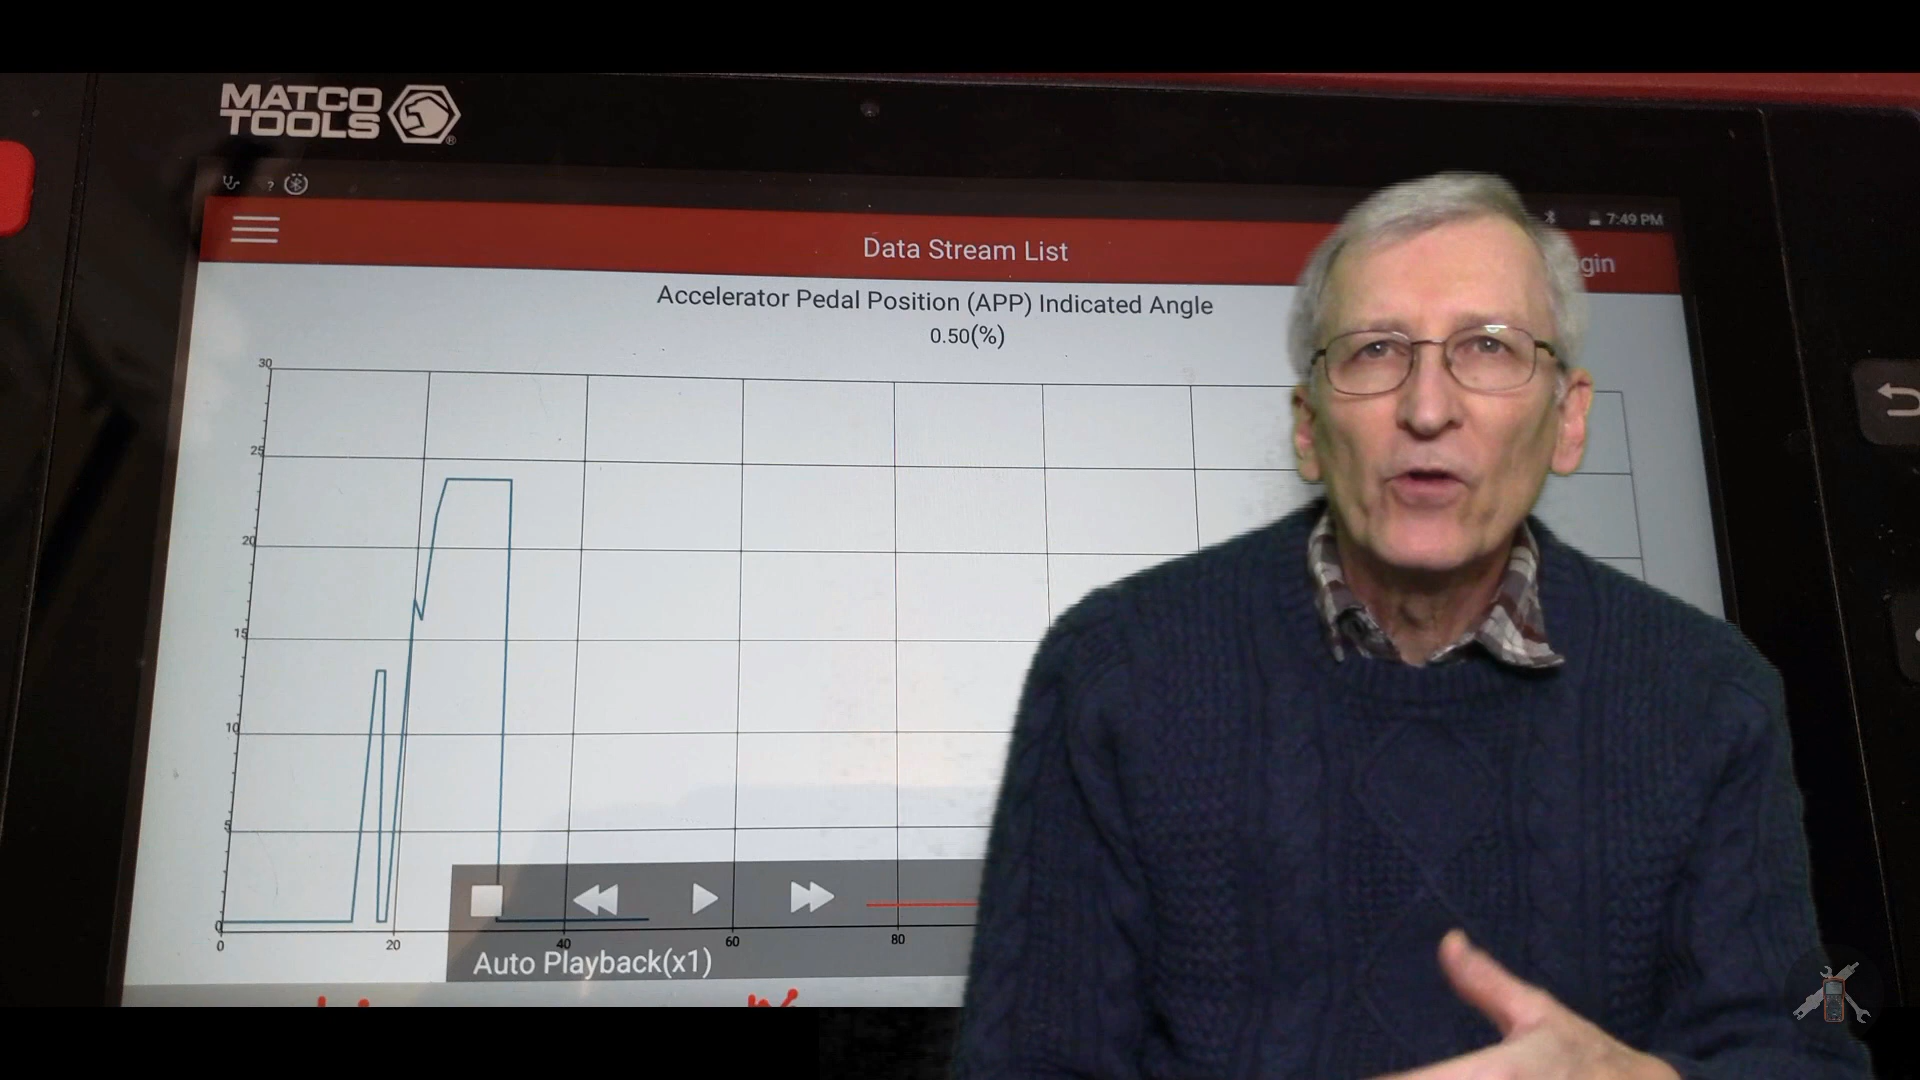 MATCO
TOOLS
®
?
7:49 PM
Data Stream List
gin
Accelerator Pedal Position (APP) Indicated Angle
0.50(%)
30
25
20
15
10
5
0
0
20
40
60
80
Auto Playback(x1)